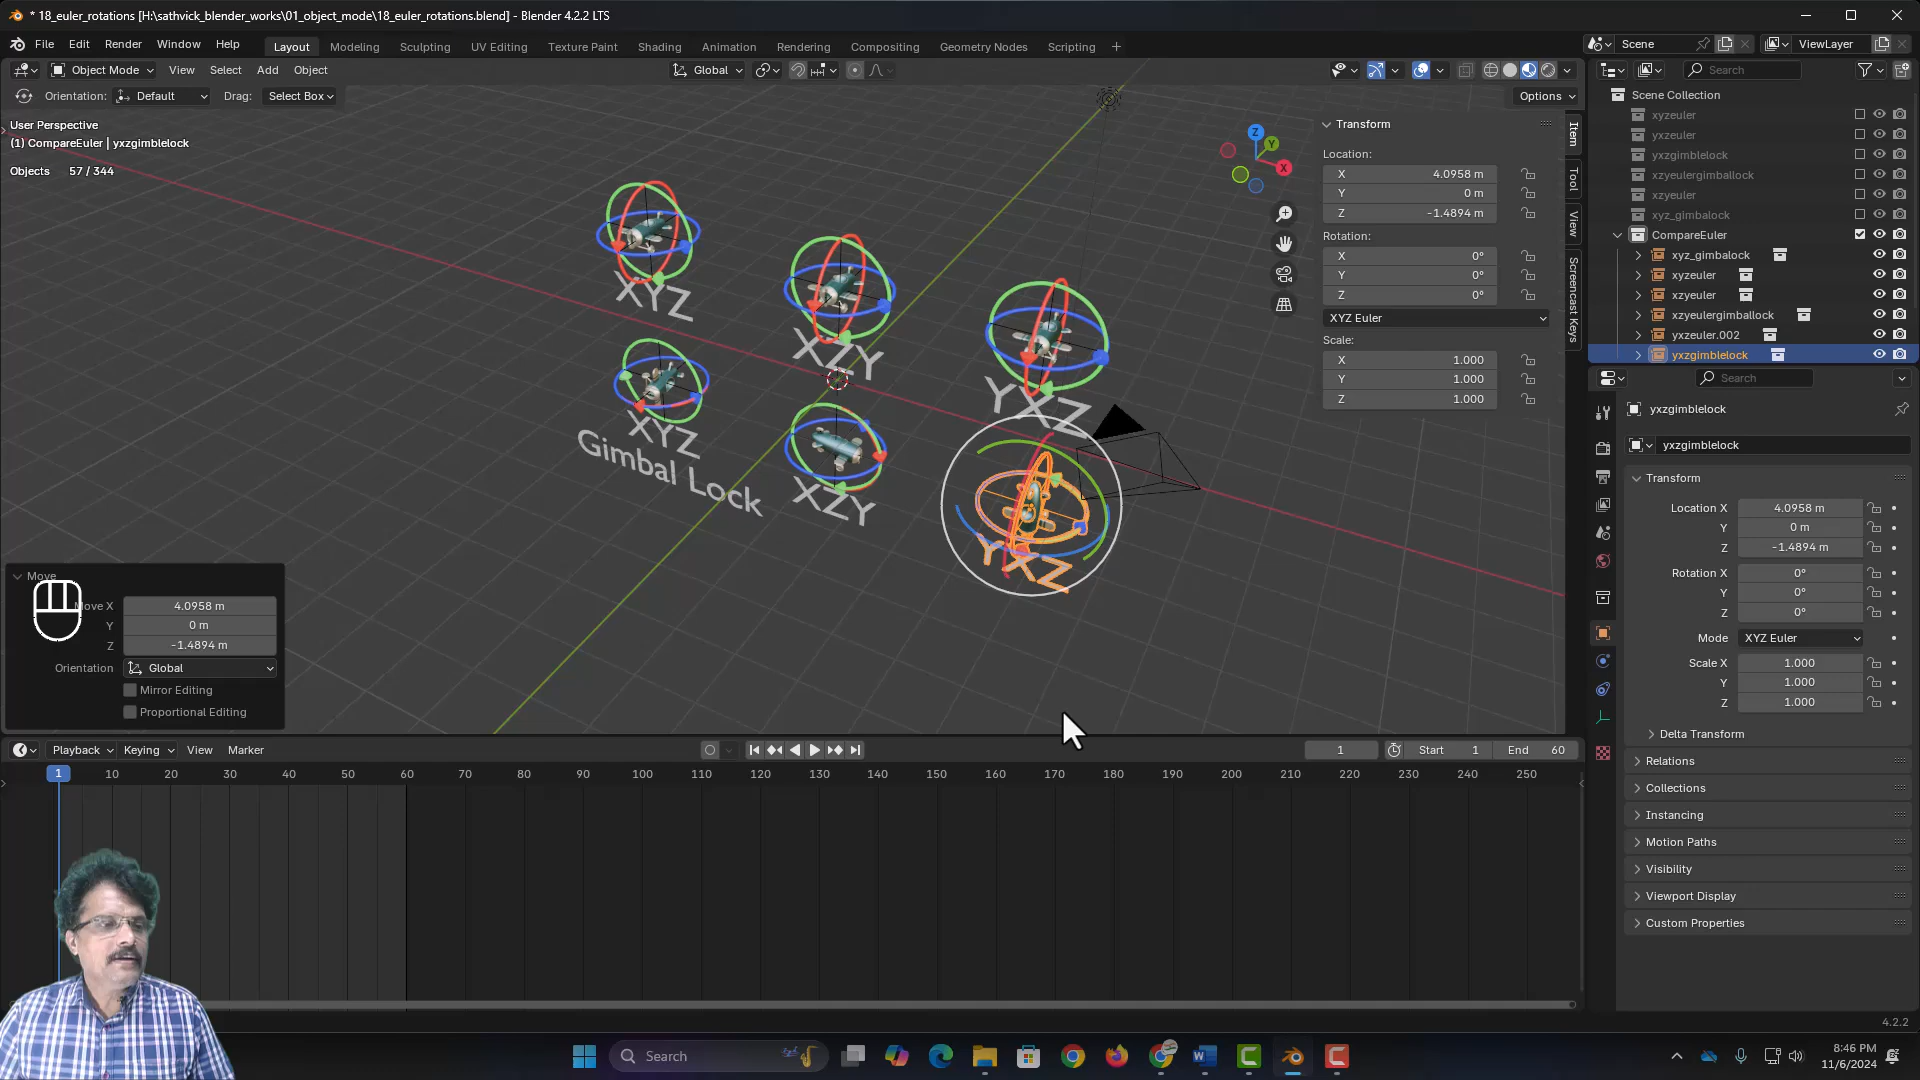 * 18_euler_rotations [H:\sathvick_blender_works\01_object_mode\18_euler_rotations.blend] - Blender 4.2.2 LTS
File Edit Render Window Help Layout Modeling Sculpting UV Editing Texture Paint Shading Animation Rendering Compositing Geometry Nodes Scripting + Scene ViewLayer
Object Mode View Select Add Object Global Search
Orientation: Default Drag: Select Box Options
User Perspective
(1) CompareEuler | yxzgimblelock
Objects 57 / 344
XYZ
XZY
YXZ
XYZ
Gimbal Lock
XZY
YXZ
Z
Y
X
Transform
Location:
X 4.0958 m
Y 0 m
Z -1.4894 m
Rotation:
X 0°
Y 0°
Z 0°
XYZ Euler
Scale:
X 1.000
Y 1.000
Z 1.000
Item
Tool
View
Screencast Keys
Scene Collection
xyzeuler
yxzeuler
yxzgimblelock
xzyeulergimballock
xzyeuler
xyz_gimbalock
CompareEuler
xyz_gimbalock
xyzeuler
xzyeuler
xzyeulergimballock
yxzeuler.002
yxzgimblelock
Search
yxzgimblelock
yxzgimblelock
Transform
Location X 4.0958 m
Y 0 m
Z -1.4894 m
Rotation X 0°
Y 0°
Z 0°
Mode XYZ Euler
Scale X 1.000
Y 1.000
Z 1.000
Delta Transform
Relations
Collections
Instancing
Motion Paths
Visibility
Viewport Display
Custom Properties
4.2.2
Move
Move X 4.0958 m
Y 0 m
Z -1.4894 m
Orientation Global
Mirror Editing
Proportional Editing
Playback Keying View Marker 1 Start 1 End 60
1 10 20 30 40 50 60 70 80 90 100 110 120 130 140 150 160 170 180 190 200 210 220 230 240 250
Search
8:46 PM
11/6/2024